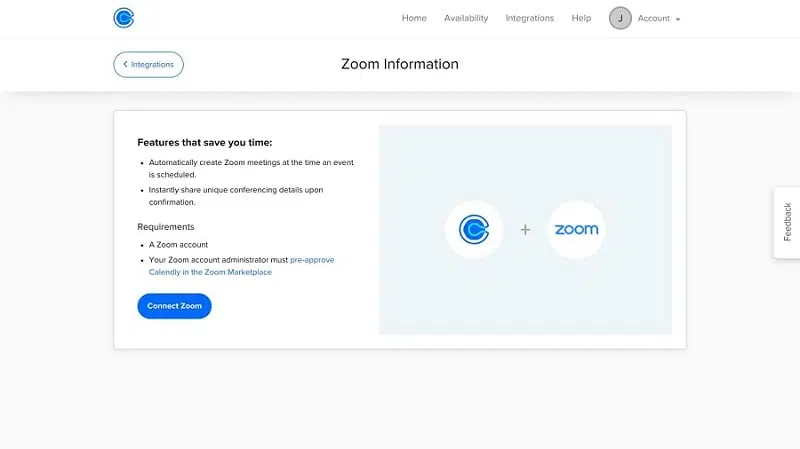 Home Availability Integrations Help J Account
Integrations
Zoom Information
Features that save you time:
• Automatically create Zoom meetings at the time an event
is scheduled.
• Instantly share unique conferencing details upon
confirmation.
Requirements
• A Zoom account
• Your Zoom account administrator must pre-approve
Calendly in the Zoom Marketplace
Connect Zoom
+ zoom
Feedback